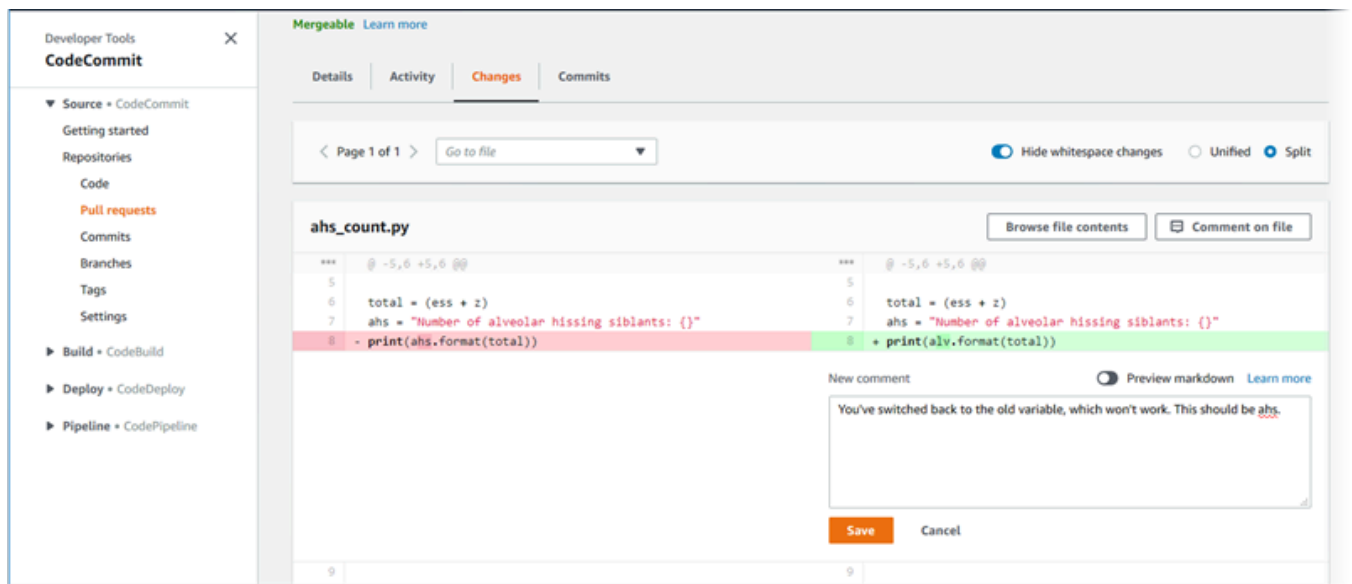 Developer Tools
CodeCommit
▼ Source • CodeCommit
Getting started
Repositories
Code
Pull requests
Commits
Branches
Tags
Settings
▶ Build • CodeBuild
▶ Deploy • CodeDeploy
▶ Pipeline • CodePipeline
Mergeable Learn more
Details Activity Changes Commits
< Page 1 of 1 > Go to file Hide whitespace changes Unified Split
ahs_count.py Browse file contents Comment on file
@ -5,6 +5,6 @@ @ -5,6 +5,6 @@
5 5
6 total = (ess + z) 6 total = (ess + z)
7 ahs = "Number of alveolar hissing siblants: {}" 7 ahs = "Number of alveolar hissing siblants: {}"
8 - print(ahs.format(total)) 8 + print(alv.format(total))
New comment Preview markdown Learn more
You've switched back to the old variable, which won't work. This should be ahs.
Save Cancel
9 9